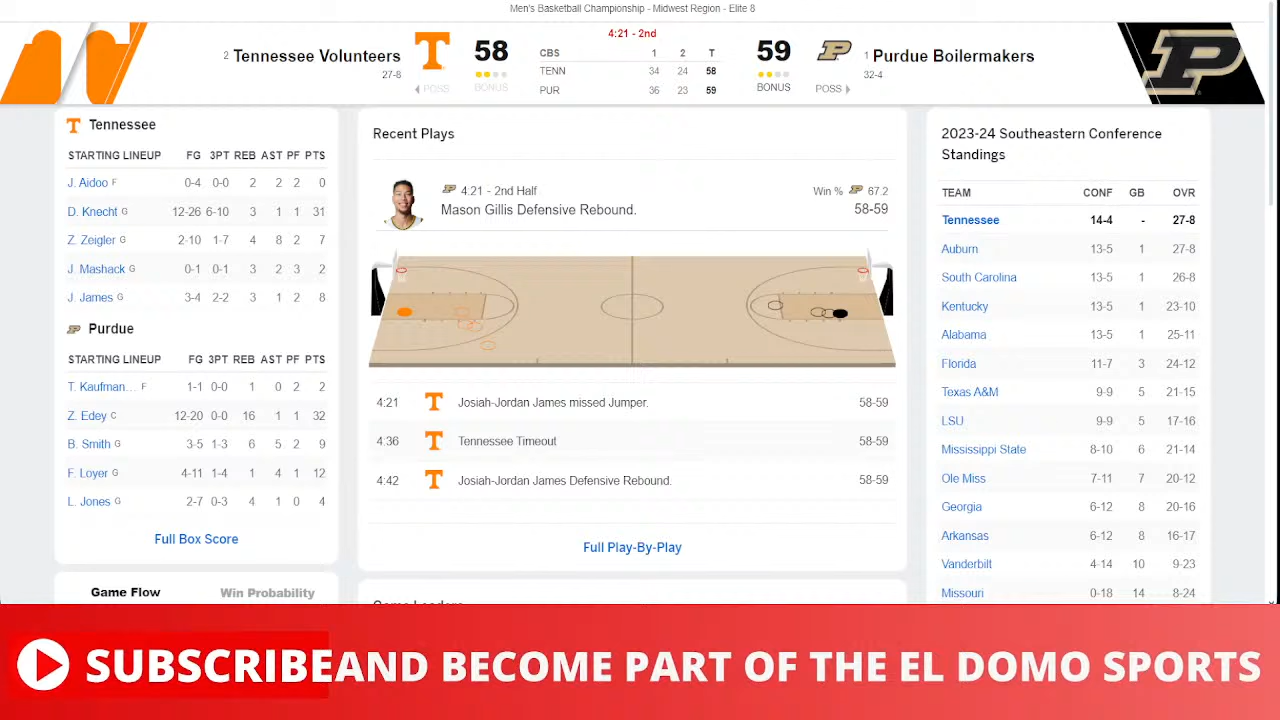 Men's Basketball Championship - Midwest Region - Elite 8
2 Tennessee Volunteers
27-8
T
58
POSS
BONUS
4:21 - 2nd
CBS 1 2 T
TENN 34 24 58
PUR 36 23 59
59
BONUS
P
1 Purdue Boilermakers
32-4
POSS
P
T Tennessee
STARTING LINEUP FG 3PT REB AST PF PTS
J. Aidoo F 0-4 0-0 2 2 2 0
D. Knecht G 12-26 6-10 3 1 1 31
Z. Zeigler G 2-10 1-7 4 8 2 7
J. Mashack G 0-1 0-1 3 2 3 2
J. James G 3-4 2-2 3 1 2 8
P Purdue
STARTING LINEUP FG 3PT REB AST PF PTS
T. Kaufman... F 1-1 0-0 1 0 2 2
Z. Edey C 12-20 0-0 16 1 1 32
B. Smith G 3-5 1-3 6 5 2 9
F. Loyer G 4-11 1-4 1 4 1 12
L. Jones G 2-7 0-3 4 1 0 4
Full Box Score
Game Flow Win Probability
Recent Plays
P 4:21 - 2nd Half
Win % P 67.2
Mason Gillis Defensive Rebound.
58-59
4:21 T Josiah-Jordan James missed Jumper. 58-59
4:36 T Tennessee Timeout 58-59
4:42 T Josiah-Jordan James Defensive Rebound. 58-59
Full Play-By-Play
Game Leaders
2023-24 Southeastern Conference
Standings
TEAM CONF GB OVR
Tennessee 14-4 - 27-8
Auburn 13-5 1 27-8
South Carolina 13-5 1 26-8
Kentucky 13-5 1 23-10
Alabama 13-5 1 25-11
Florida 11-7 3 24-12
Texas A&M 9-9 5 21-15
LSU 9-9 5 17-16
Mississippi State 8-10 6 21-14
Ole Miss 7-11 7 20-12
Georgia 6-12 8 20-16
Arkansas 6-12 8 16-17
Vanderbilt 4-14 10 9-23
Missouri 0-18 14 8-24
SUBSCRIBE AND BECOME PART OF THE EL DOMO SPORTS